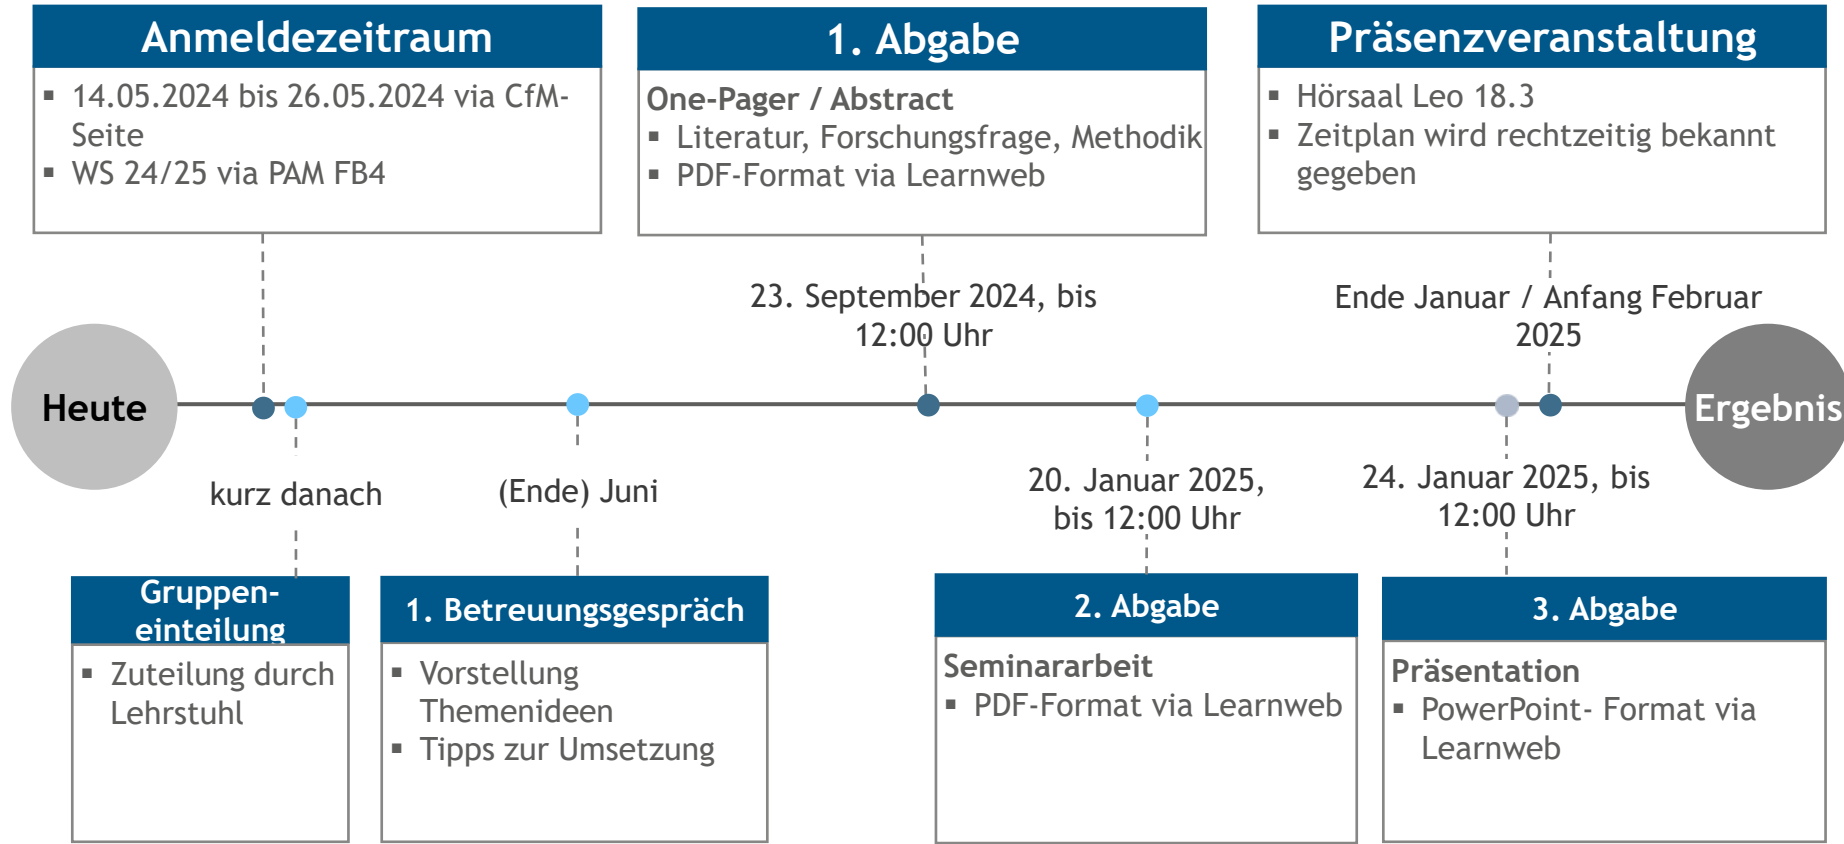 Anmeldezeitraum
▪ 14.05.2024 bis 26.05.2024 via CfM-
Seite
▪ WS 24/25 via PAM FB4
1. Abgabe
One-Pager / Abstract
▪ Literatur, Forschungsfrage, Methodik
▪ PDF-Format via Learnweb
Präsenzveranstaltung
▪ Hörsaal Leo 18.3
▪ Zeitplan wird rechtzeitig bekannt
gegeben
23. September 2024, bis
12:00 Uhr
Ende Januar / Anfang Februar
2025
Heute
Ergebnis
kurz danach
(Ende) Juni
20. Januar 2025,
bis 12:00 Uhr
24. Januar 2025, bis
12:00 Uhr
Gruppen-
einteilung
▪ Zuteilung durch
Lehrstuhl
1. Betreuungsgespräch
▪ Vorstellung
Themenideen
▪ Tipps zur Umsetzung
2. Abgabe
Seminararbeit
▪ PDF-Format via Learnweb
3. Abgabe
Präsentation
▪ PowerPoint- Format via
Learnweb